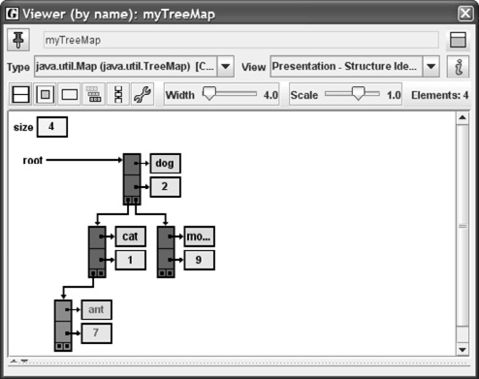 Viewer (by name): myTreeMap
myTreeMap
Type java.util.Map (java.util.TreeMap) [C... View Presentation - Structure Ide...
Width 4.0 Scale 1.0 Elements: 4
size 4
root
dog
2
cat mo...
1 9
ant
7